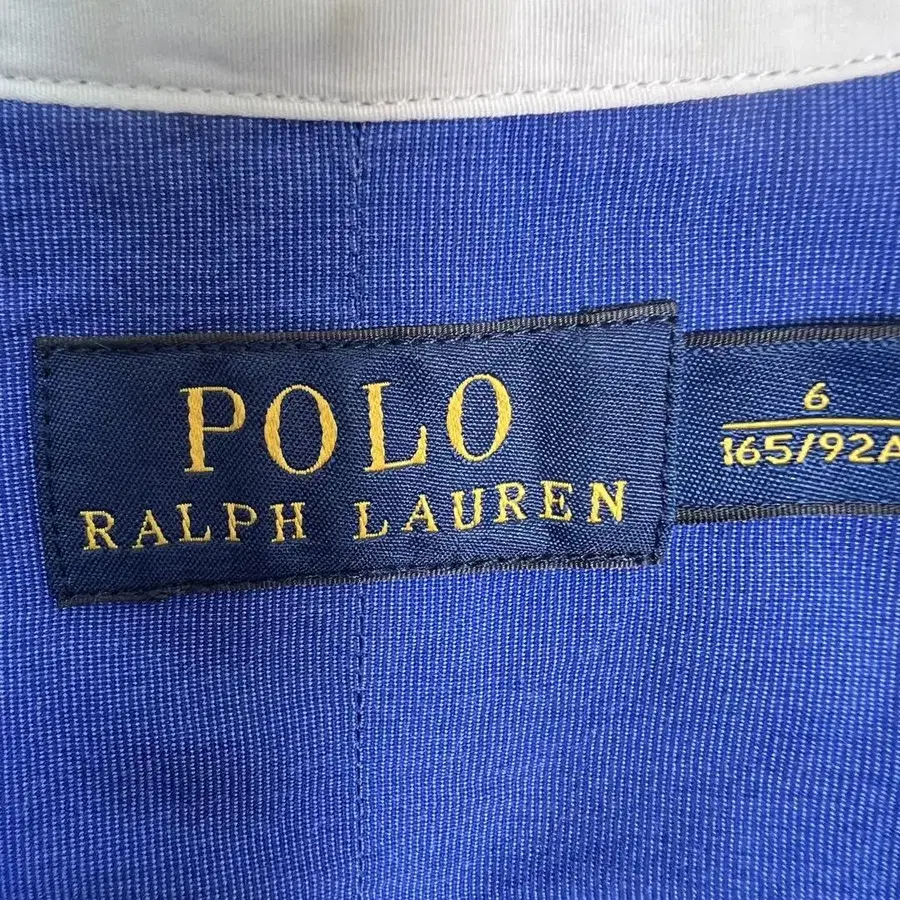 POLO
RALPH LAUREN
6
165/92A